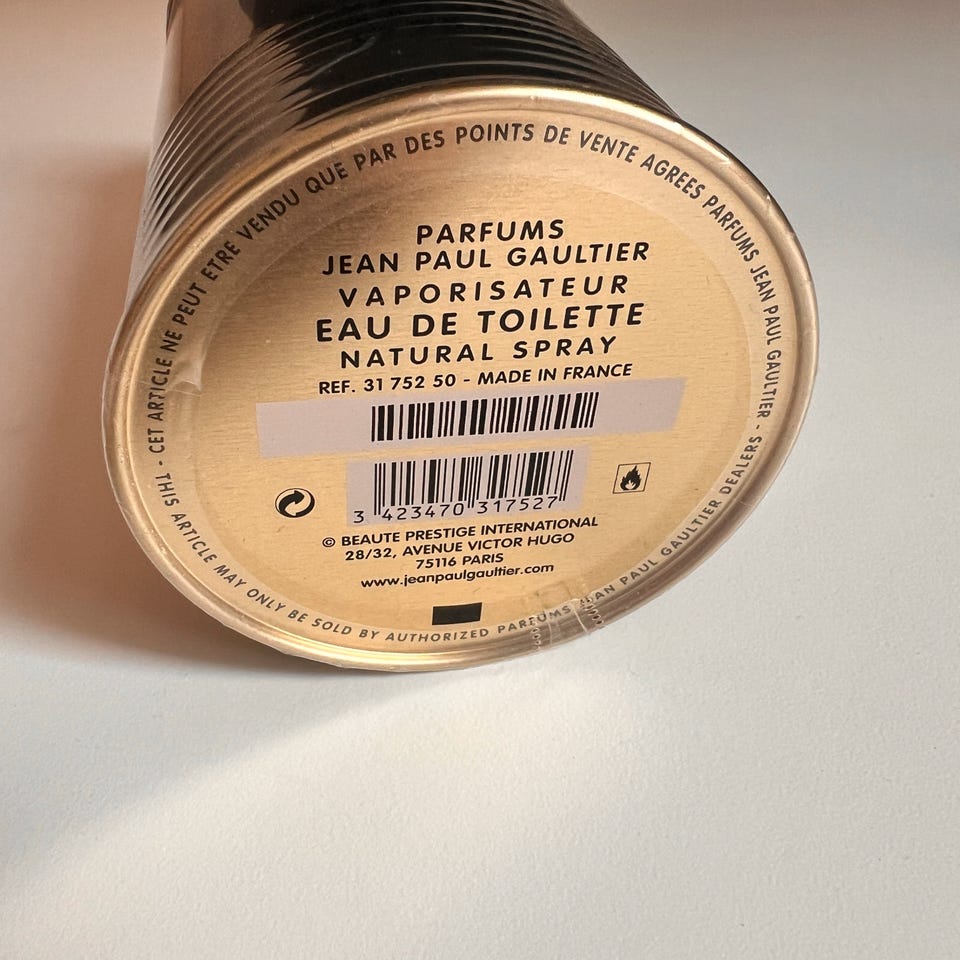 PARFUMS
JEAN PAUL GAULTIER
VAPORISATEUR
EAU DE TOILETTE
NATURAL SPRAY
REF. 31 752 50 - MADE IN FRANCE
3 423470 317527
© BEAUTE PRESTIGE INTERNATIONAL
28/32, AVENUE VICTOR HUGO
75116 PARIS
www.jeanpaulgaultier.com
CET ARTICLE NE PEUT ETRE VENDU QUE PAR DES POINTS DE VENTE AGREES PARFUMS JEAN PAUL GAULTIER -
THIS ARTICLE MAY ONLY BE SOLD BY AUTHORIZED PARFUMS JEAN PAUL GAULTIER DEALERS -